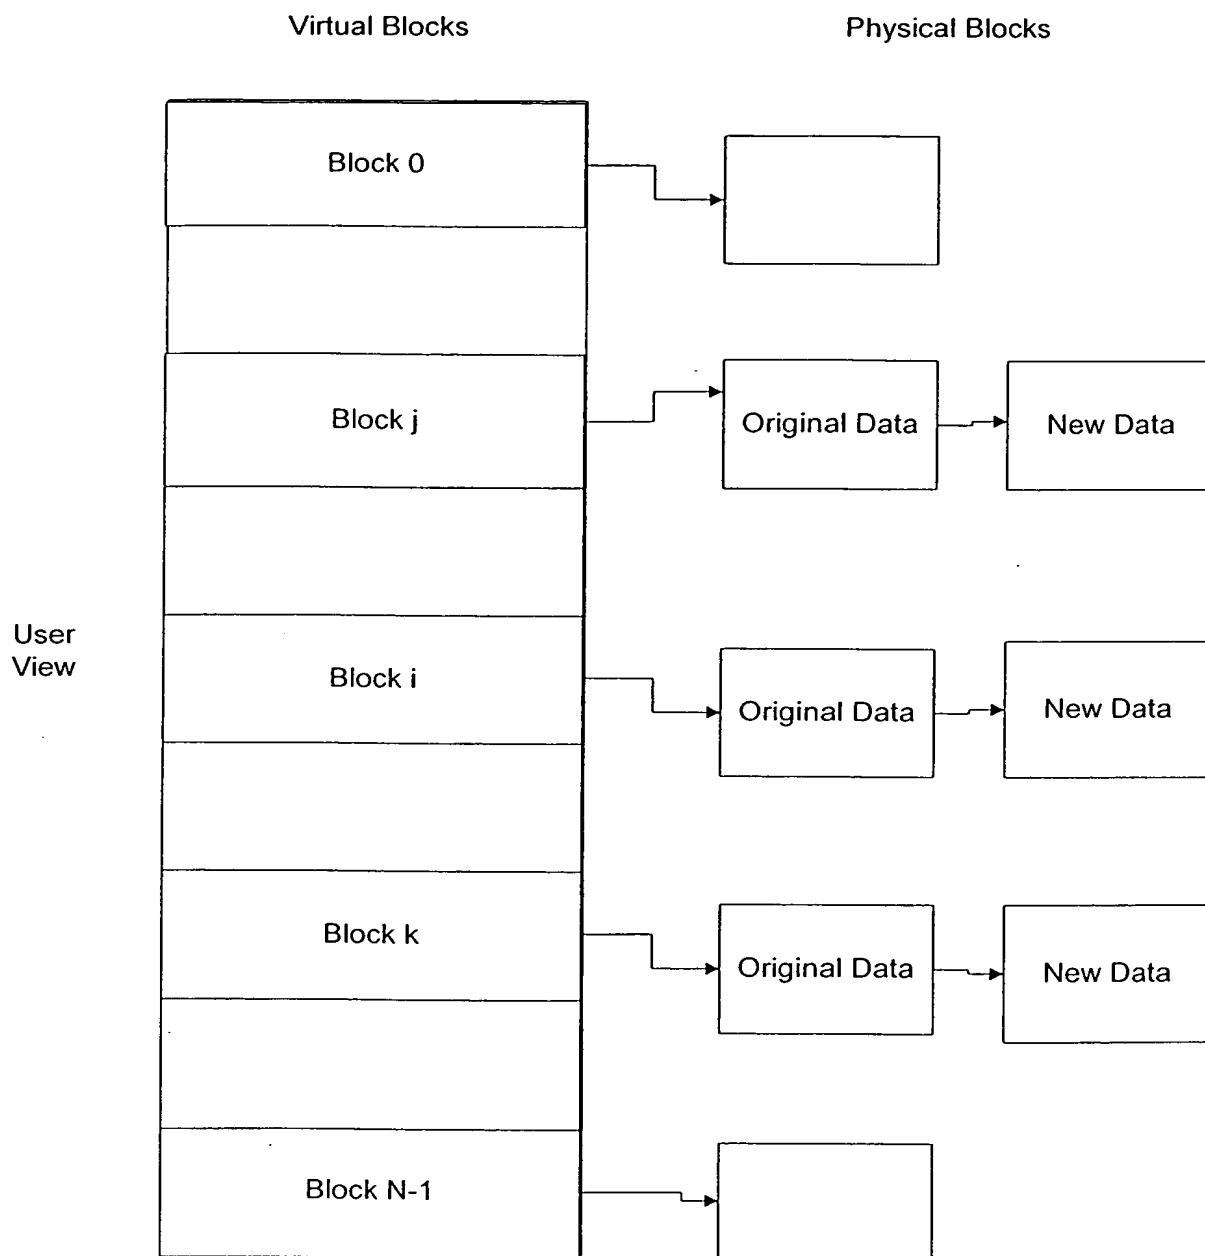 Virtual Blocks
Physical Blocks
Block 0
Block j
Original Data
New Data
User
View
Block i
Original Data
New Data
Block k
Original Data
New Data
Block N-1